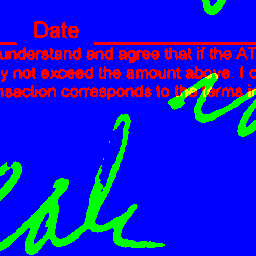 Date
understand and agree that if the AT
y not exceed the amount above. I
nsaction corresponds to the terms